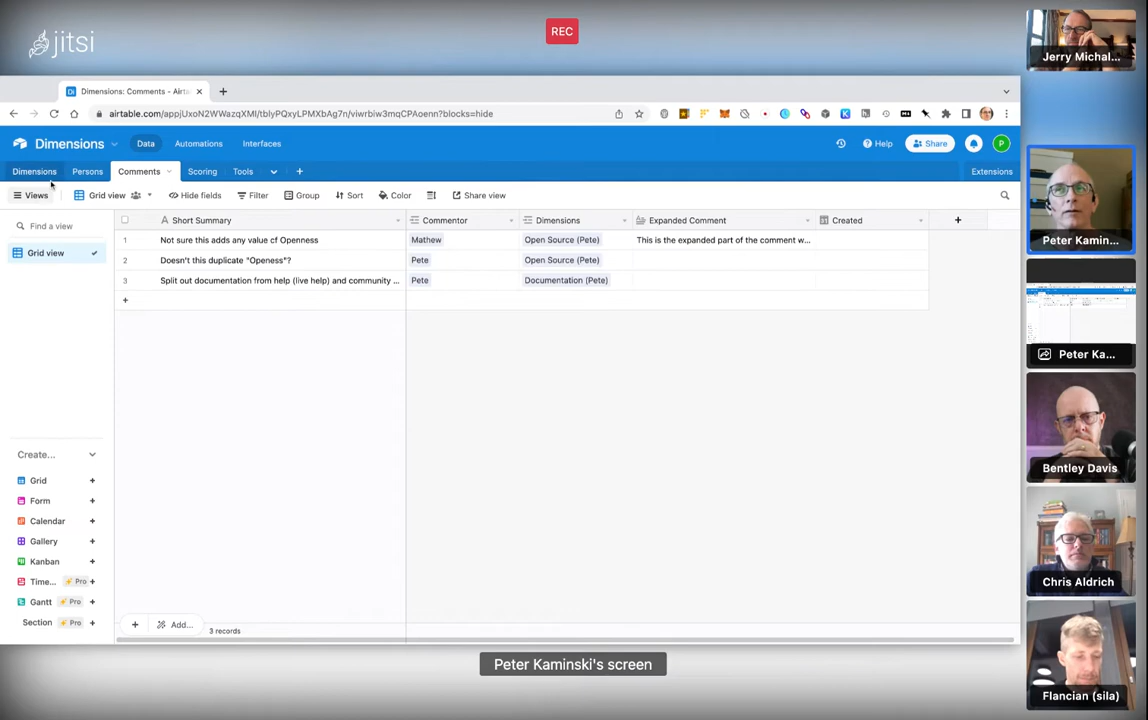 jitsi
REC
Jerry Michal...
Dimensions: Comments - Airta
airtable.com/appjUxoN2WWazqXMI/tblyPQxyLPMXbAg7n/viwrbiw3mqCPAoenn?blocks=hide
Dimensions Data Automations Interfaces Help Share P
Dimensions Persons Comments Scoring Tools Extensions
Views Grid view Hide fields Filter Group Sort Color Share view
Find a view
Grid view
Short Summary Commentor Dimensions Expanded Comment Created
1 Not sure this adds any value cf Openness Mathew Open Source (Pete) This is the expanded part of the comment w...
2 Doesn't this duplicate "Openess"? Pete Open Source (Pete)
3 Split out documentation from help (live help) and community ... Pete Documentation (Pete)
Peter Kamin...
Peter Ka...
Bentley Davis
Create...
Grid
Form
Calendar
Gallery
Kanban
Time... Pro
Gantt Pro
Section Pro
Add...
3 records
Chris Aldrich
Peter Kaminski's screen
Flancian (sila)